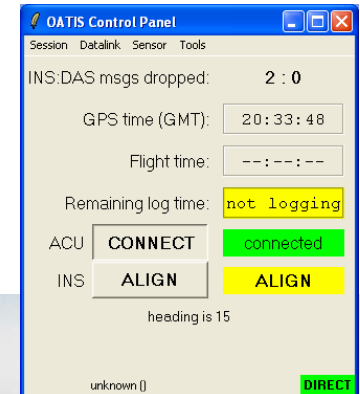 OATIS Control Panel
Session Datalink Sensor Tools
INS:DAS msgs dropped: 2 : 0
GPS time (GMT): 20:33:48
Flight time: --:--:--
Remaining log time: not logging
ACU CONNECT connected
INS ALIGN ALIGN
heading is 15
unknown () DIRECT